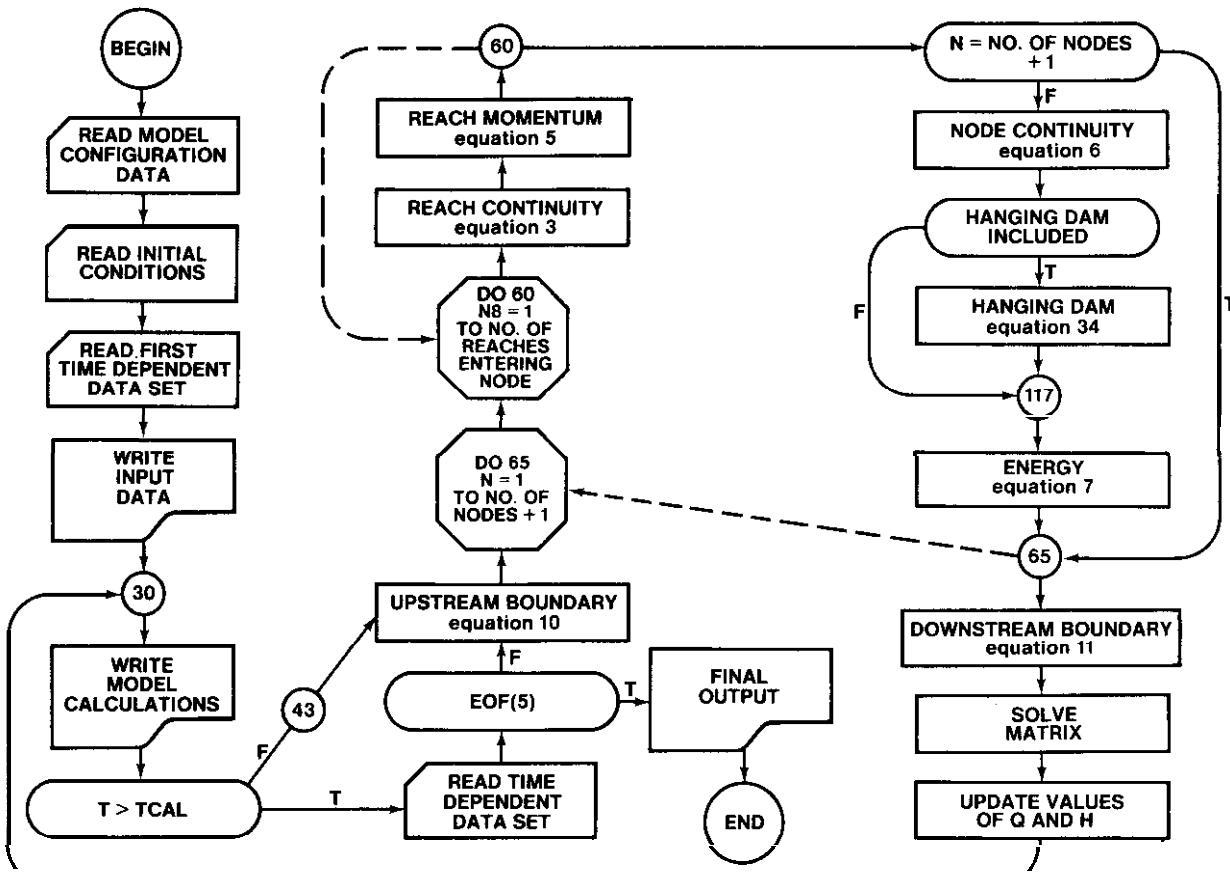 BEGIN
READ MODEL
CONFIGURATION
DATA
READ INITIAL
CONDITIONS
READ FIRST
TIME DEPENDENT
DATA SET
WRITE
INPUT
DATA
30
WRITE
MODEL
CALCULATIONS
T > TCAL
F
43
T
READ TIME
DEPENDENT
DATA SET
EOF(5)
T
FINAL
OUTPUT
END
F
UPSTREAM BOUNDARY
equation 10
DO 65
N = 1
TO NO. OF
NODES + 1
DO 60
N8 = 1
TO NO. OF
REACHES
ENTERING
NODE
REACH CONTINUITY
equation 3
REACH MOMENTUM
equation 5
60
N = NO. OF NODES
+ 1
F
T
NODE CONTINUITY
equation 6
HANGING DAM
INCLUDED
T
F
HANGING DAM
equation 34
117
ENERGY
equation 7
65
DOWNSTREAM BOUNDARY
equation 11
SOLVE
MATRIX
UPDATE VALUES
OF Q AND H